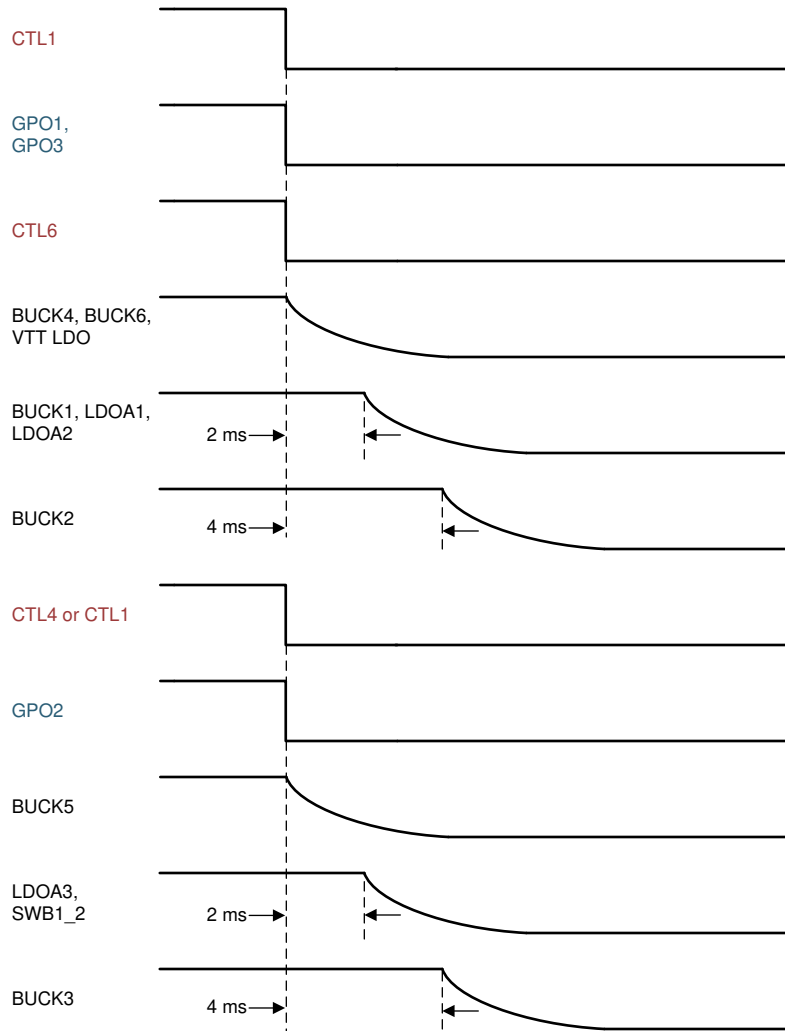 CTL1
GPO1,
GPO3
CTL6
BUCK4, BUCK6,
VTT LDO
BUCK1, LDOA1,
LDOA2
2 ms
BUCK2
4 ms
CTL4 or CTL1
GPO2
BUCK5
LDOA3,
SWB1_2
2 ms
BUCK3
4 ms